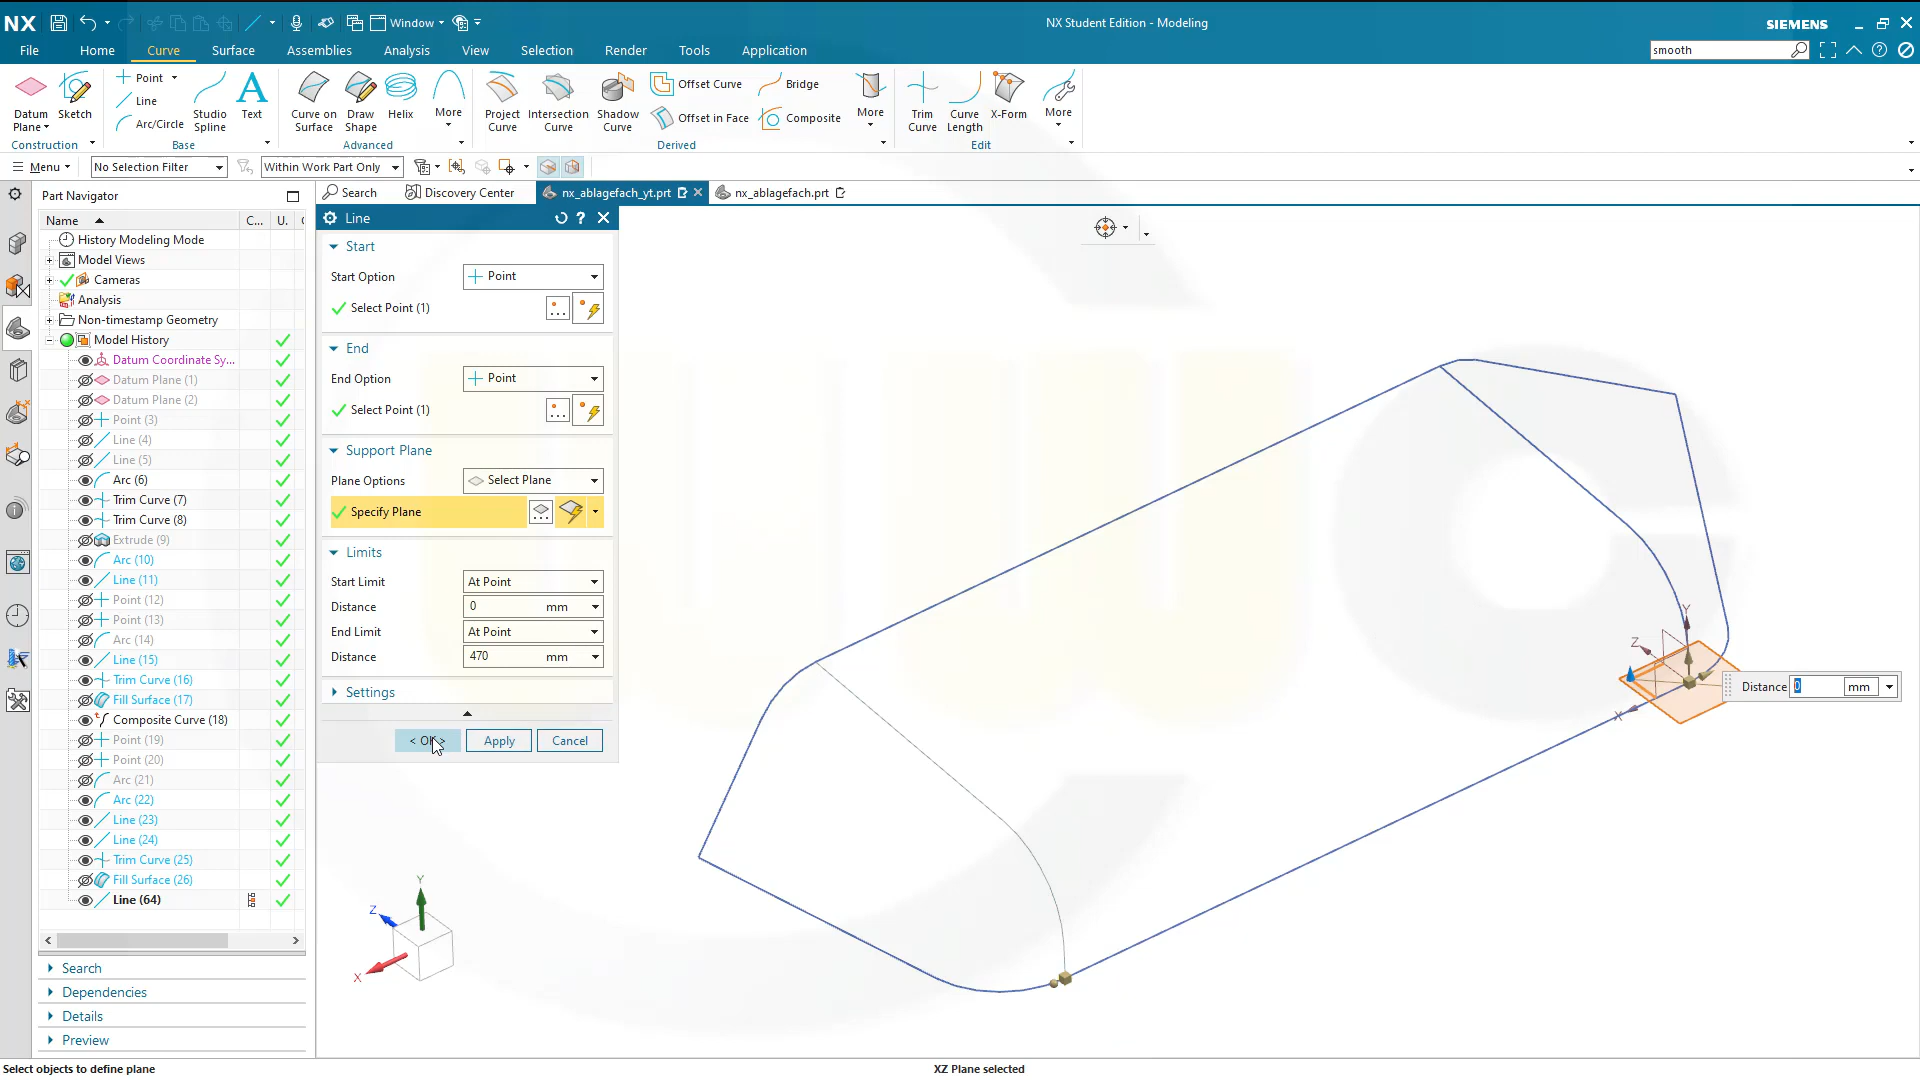 NX
Window
NX Student Edition - Modeling
SIEMENS
File
Home
Curve
Surface
Assemblies
Analysis
View
Selection
Render
Tools
Application
smooth
Datum Plane
Sketch
Point
Line
Arc/Circle
Studio Spline
Text
Curve on Surface
Draw Shape
Helix
More
Project Curve
Intersection Curve
Shadow Curve
Offset Curve
Offset in Face
Bridge
Composite
More
Trim Curve
Curve Length
X-Form
More
Construction
Base
Advanced
Derived
Edit
Menu
No Selection Filter
Within Work Part Only
Part Navigator
Search
Discovery Center
nx_ablagefach_yt.prt
nx_ablagefach.prt
Name
C...
U.
History Modeling Mode
Model Views
Cameras
Analysis
Non-timestamp Geometry
Model History
Datum Coordinate Sy...
Datum Plane (1)
Datum Plane (2)
Point (3)
Line (4)
Line (5)
Arc (6)
Trim Curve (7)
Trim Curve (8)
Extrude (9)
Arc (10)
Line (11)
Point (12)
Point (13)
Arc (14)
Line (15)
Trim Curve (16)
Fill Surface (17)
Composite Curve (18)
Point (19)
Point (20)
Arc (21)
Arc (22)
Line (23)
Line (24)
Trim Curve (25)
Fill Surface (26)
Line (64)
Search
Dependencies
Details
Preview
Line
Start
Start Option
Point
Select Point (1)
End
End Option
Point
Select Point (1)
Support Plane
Plane Options
Select Plane
Specify Plane
Limits
Start Limit
At Point
Distance
0 mm
End Limit
At Point
Distance
470 mm
Settings
< OK >
Apply
Cancel
Y
Z
X
Y
Z
X
Distance
0
mm
Select objects to define plane
XZ Plane selected